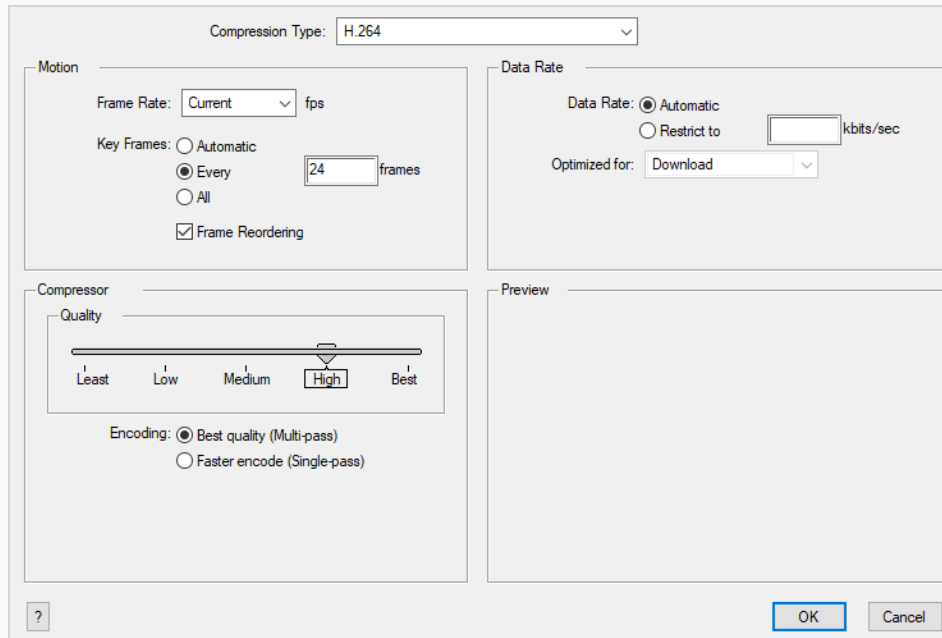 Compression Type: H.264
Motion
Frame Rate: Current fps
Key Frames: Automatic
Every 24 frames
All
Frame Reordering
Data Rate
Data Rate: Automatic
Restrict to kbits/sec
Optimized for: Download
Compressor
Quality
Least Low Medium High Best
Encoding: Best quality (Multi-pass)
Faster encode (Single-pass)
Preview
?
OK Cancel